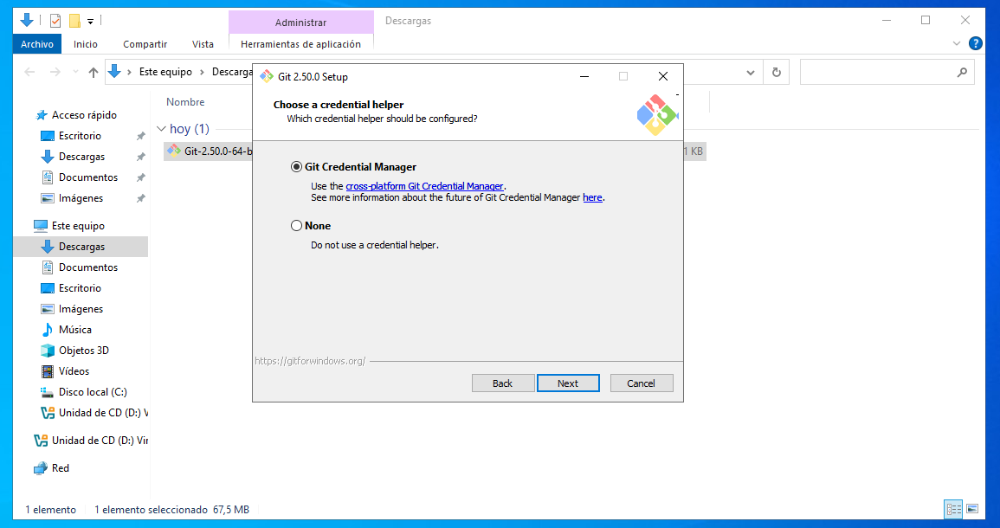 Administrar
Descargas
Archivo
Inicio
Compartir
Vista
Herramientas de aplicación
Este equipo
Descarga
Nombre
hoy (1)
Git-2.50.0-64-b
1 KB
Acceso rápido
Escritorio
Descargas
Documentos
Imágenes
Este equipo
Descargas
Documentos
Escritorio
Imágenes
Música
Objetos 3D
Vídeos
Disco local (C:)
Unidad de CD (D:) V
Unidad de CD (D:) Vir
Red
1 elemento
1 elemento seleccionado 67,5 MB
Git 2.50.0 Setup
Choose a credential helper
Which credential helper should be configured?
Git Credential Manager
Use the cross-platform Git Credential Manager.
See more information about the future of Git Credential Manager here.
None
Do not use a credential helper.
https://gitforwindows.org/
Back
Next
Cancel